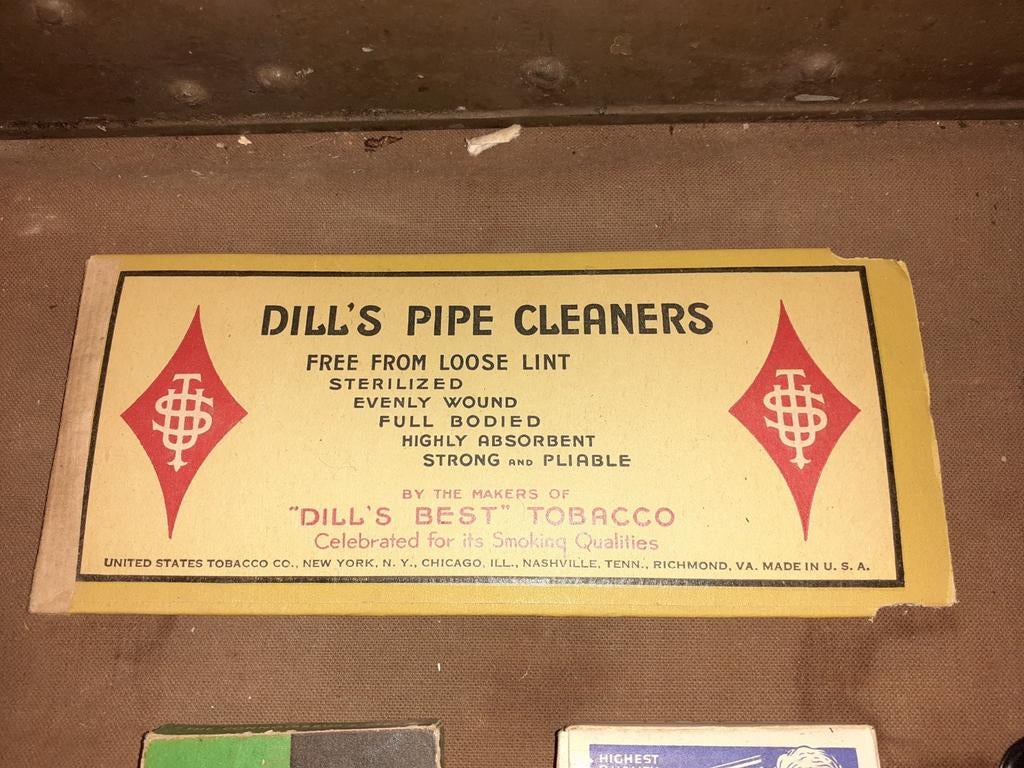 DILL'S PIPE CLEANERS
FREE FROM LOOSE LINT
STERILIZED
EVENLY WOUND
FULL BODIED
HIGHLY ABSORBENT
STRONG AND PLIABLE
BY THE MAKERS OF
"DILL'S BEST" TOBACCO
Celebrated for its Smoking Qualities
UNITED STATES TOBACCO CO., NEW YORK, N. Y., CHICAGO, ILL., NASHVILLE, TENN., RICHMOND, VA. MADE IN U. S. A.
HIGHEST